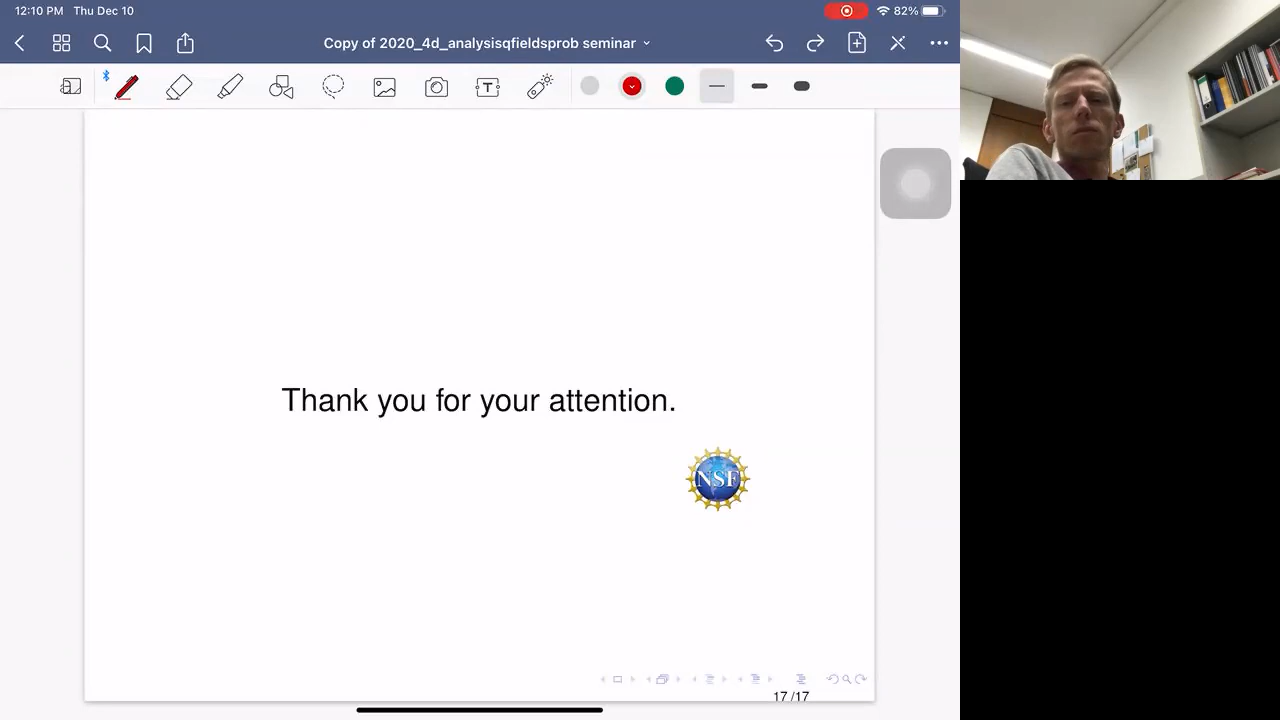 12:10 PM Thu Dec 10
82%
Copy of 2020_4d_analysisqfieldsprob seminar
T
Thank you for your attention.
NSF
17 /17